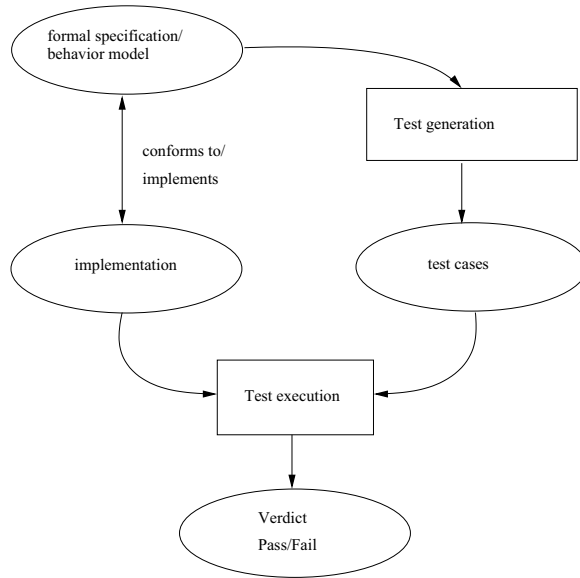 formal specification/
behavior model
Test generation
conforms to/
implements
implementation
test cases
Test execution
Verdict
Pass/Fail